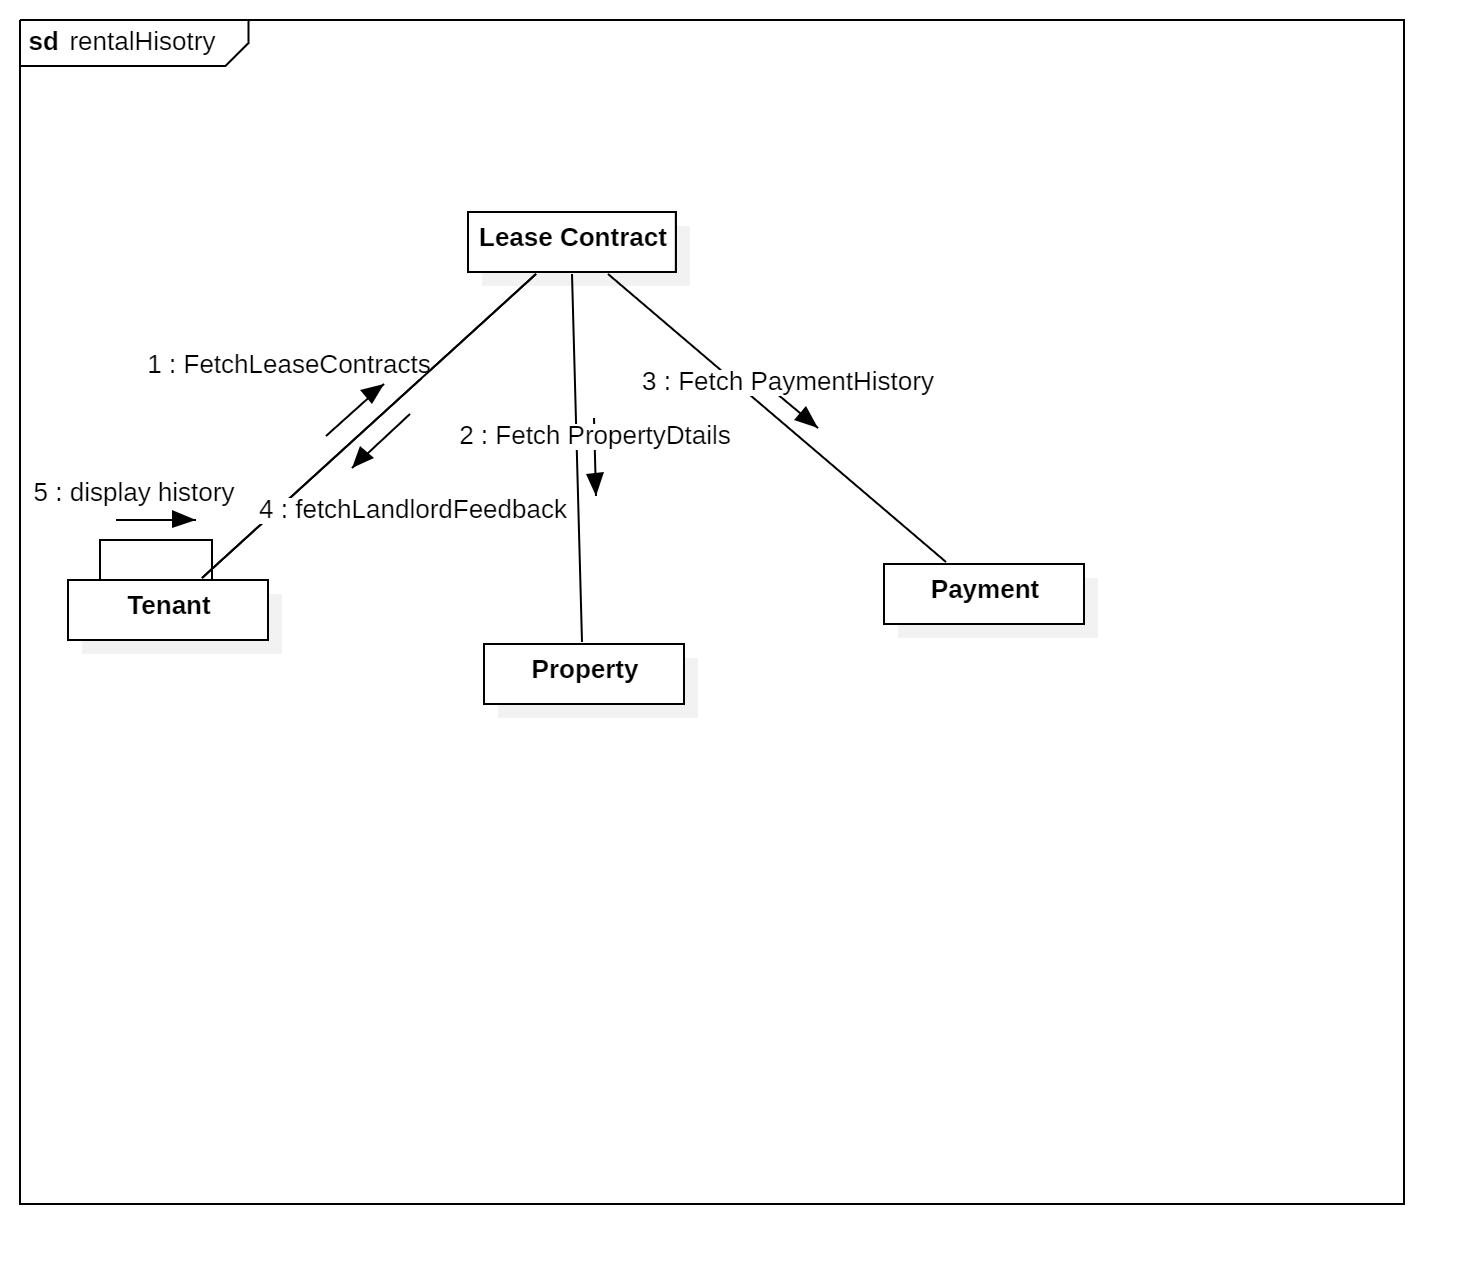 sd rentalHisotry
Lease Contract
1 : FetchLeaseContracts
3 : Fetch PaymentHistory
2 : Fetch PropertyDtails
5 : display history
4 : fetchLandlordFeedback
Payment
Tenant
Property